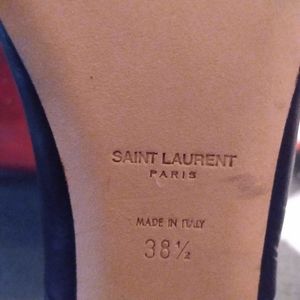 SAINT LAURENT
PARIS
MADE IN ITALY
38½